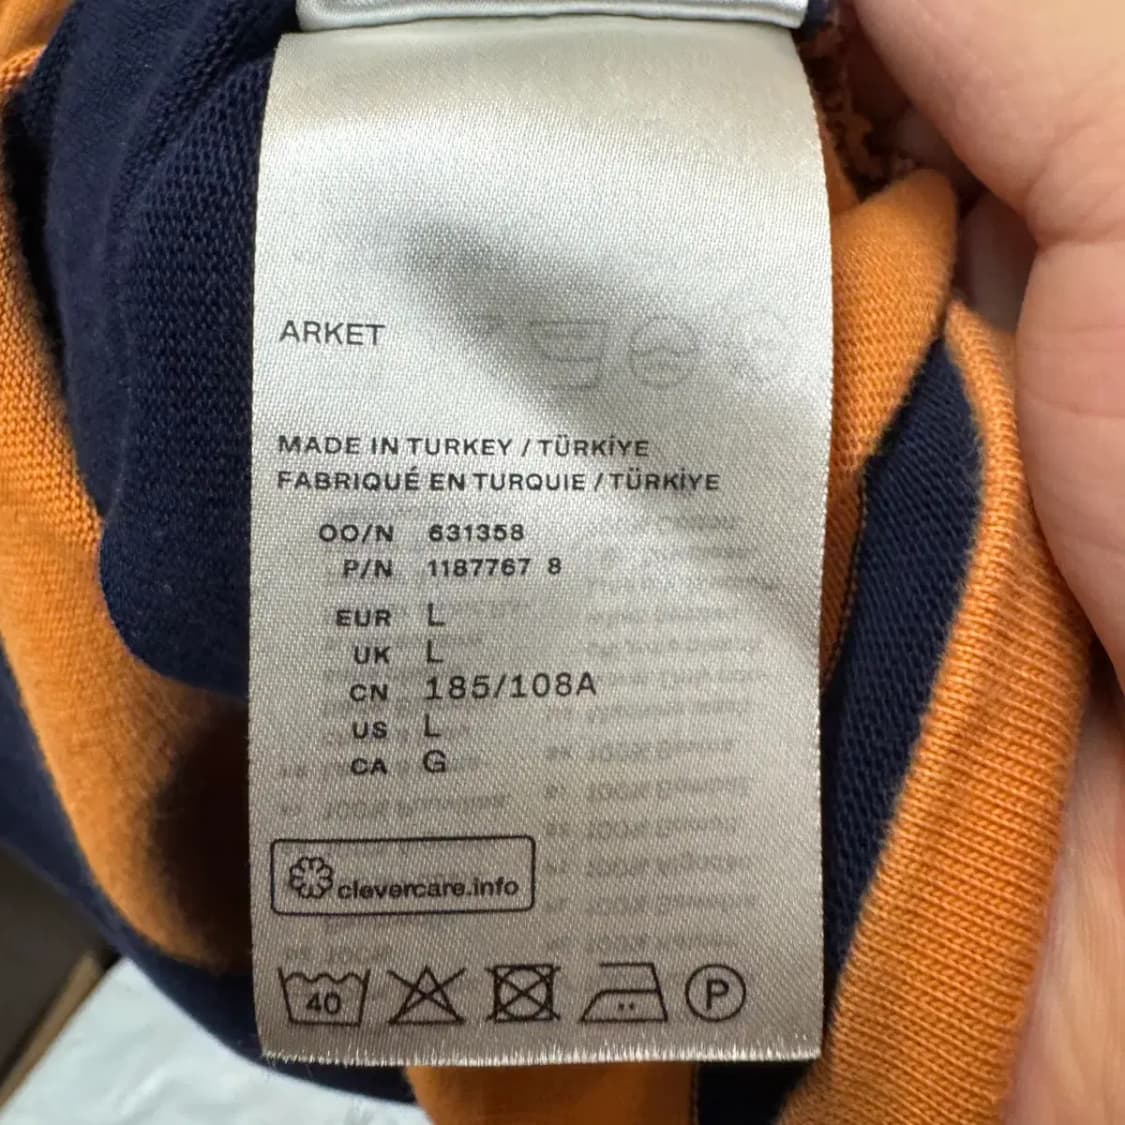 ARKET
MADE IN TURKEY / TÜRKİYE
FABRIQUÉ EN TURQUIE / TÜRKİYE
OO/N 631358
P/N 1187767 8
EUR L
UK L
CN 185/108A
US L
CA G
clevercare.info
40
P